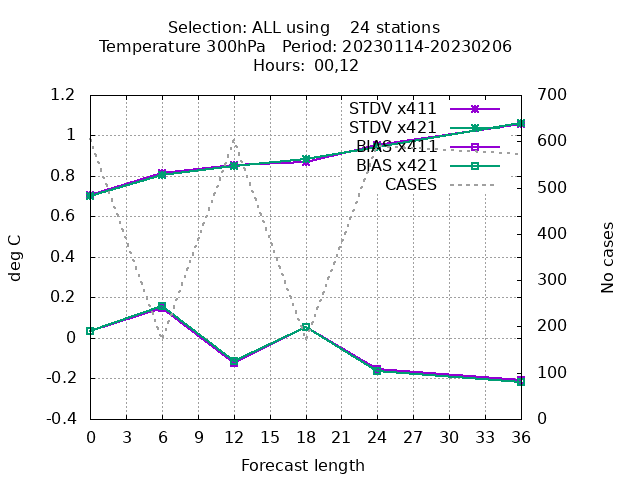 Selection: ALL using    24 stations
Temperature 300hPa   Period: 20230114-20230206
Hours:  00,12
1.2
1
0.8
0.6
0.4
0.2
0
-0.2
-0.4
deg C
700
600
500
400
300
200
100
0
No cases
STDV x411
STDV x421
BIAS x411
BIAS x421
CASES
0 3 6 9 12 15 18 21 24 27 30 33 36
Forecast length